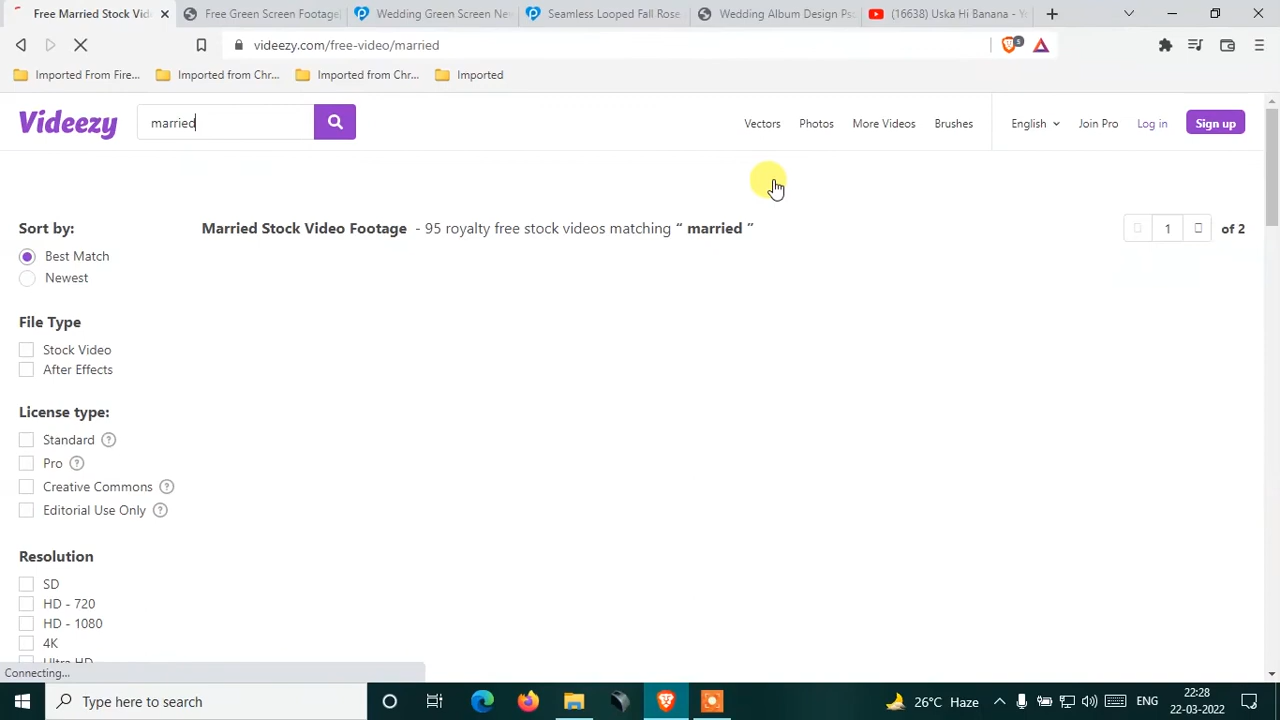 Free Married Stock Vid
Free Green Screen Footage
Wedding Green Screen Ne
Seamless Looped Fall Rose
Wedding Album Design Ps
(16638) Uska Hi Banana - Y
videezy.com/free-video/married
5
Imported From Fire...
Imported from Chr...
Imported from Chr...
Imported
Videezy
married
Vectors
Photos
More Videos
Brushes
English
Join Pro
Log in
Sign up
Sort by:
Married Stock Video Footage - 95 royalty free stock videos matching “ married ”
1
of 2
Best Match
Newest
File Type
Stock Video
After Effects
License type:
Standard ?
Pro ?
Creative Commons ?
Editorial Use Only ?
Resolution
SD
HD - 720
HD - 1080
4K
Ultra HD
Connecting...
Type here to search
26°C Haze
ENG
22:28
22-03-2022